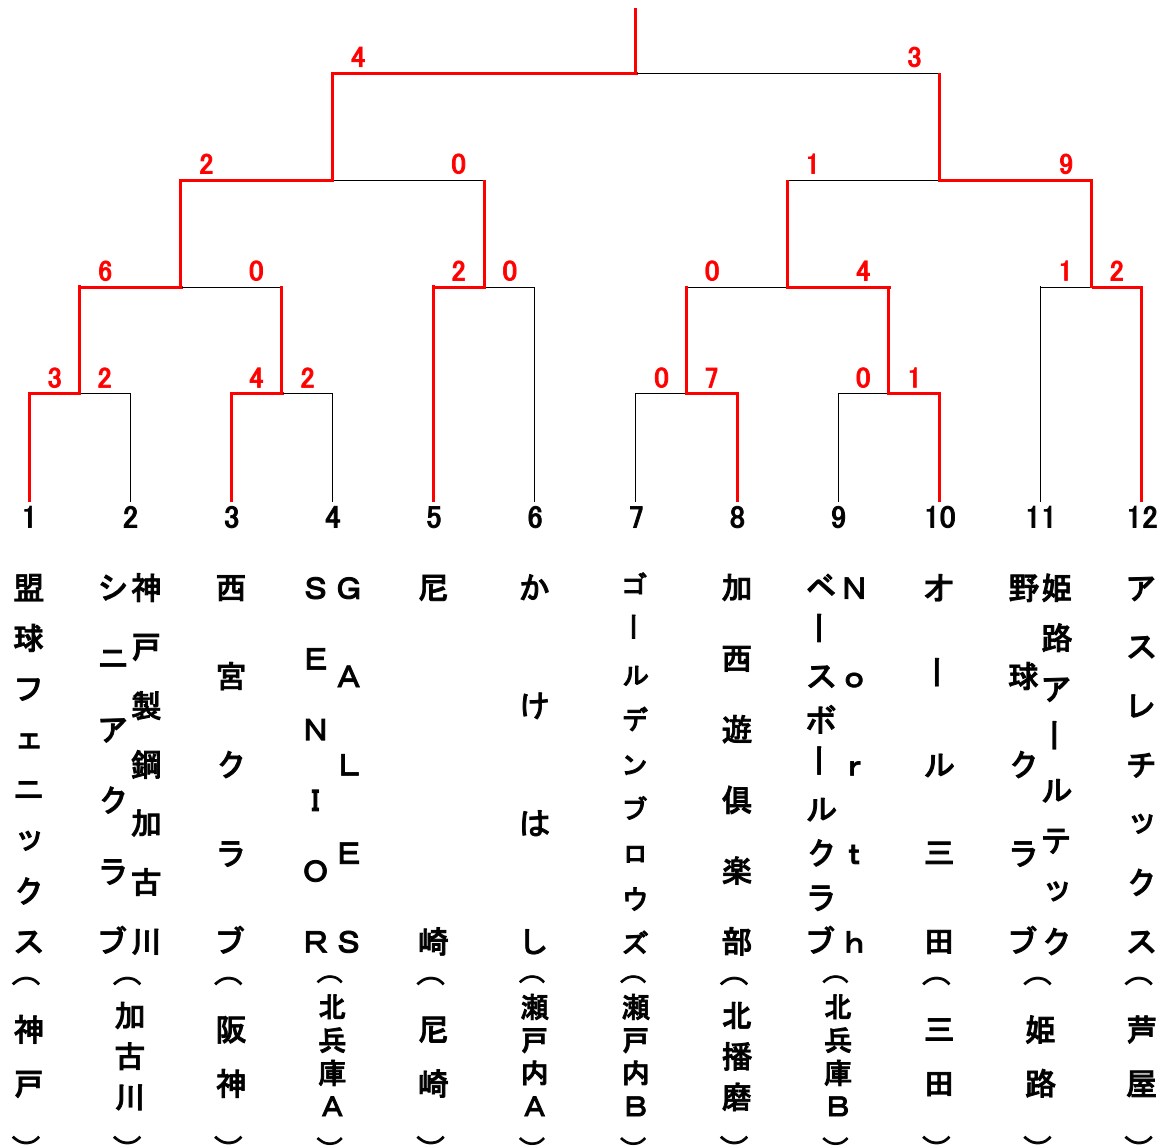 4 3
2 0 1 9
6 0 2 0 0 4 1 2
3 2 4 2 0 7 0 1
1 2 3 4 5 6 7 8 9 10 11 12
盟球フェニックス（神戸）
神戸製鋼加古川
シニアクラブ（加古川）
西宮クラブ（阪神）
GALLES
SENIORS（北兵庫A）
尼崎（尼崎）
かけはし（瀬戸内A）
ゴールデンブロウズ（瀬戸内B）
加西遊倶楽部（北播磨）
North
ベースボールクラブ（北兵庫B）
オール三田（三田）
姫路アールテック
野球クラブ（姫路）
アスレチックス（芦屋）